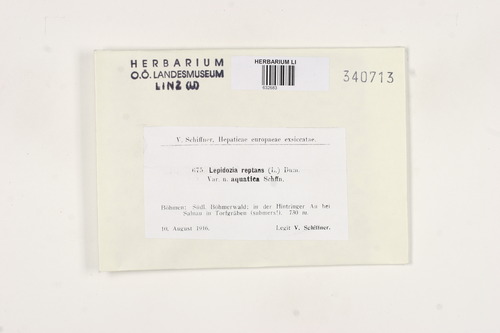 HERBARIUM
O.Ö. LANDESMUSEUM
LINZ (U)
HERBARIUM LI
340713
V. Schiffner, Hepaticae europaeae exsiccatae.
675. Lepidozia reptans (L.) Dum.
Var. n. aquatica Schffn.
Böhmen: Südl. Böhmerwald; in der Hintringer Au bei
Salnau in Torfgräben (submers!). 730 m.
10. August 1916. Legit V. Schiffner.